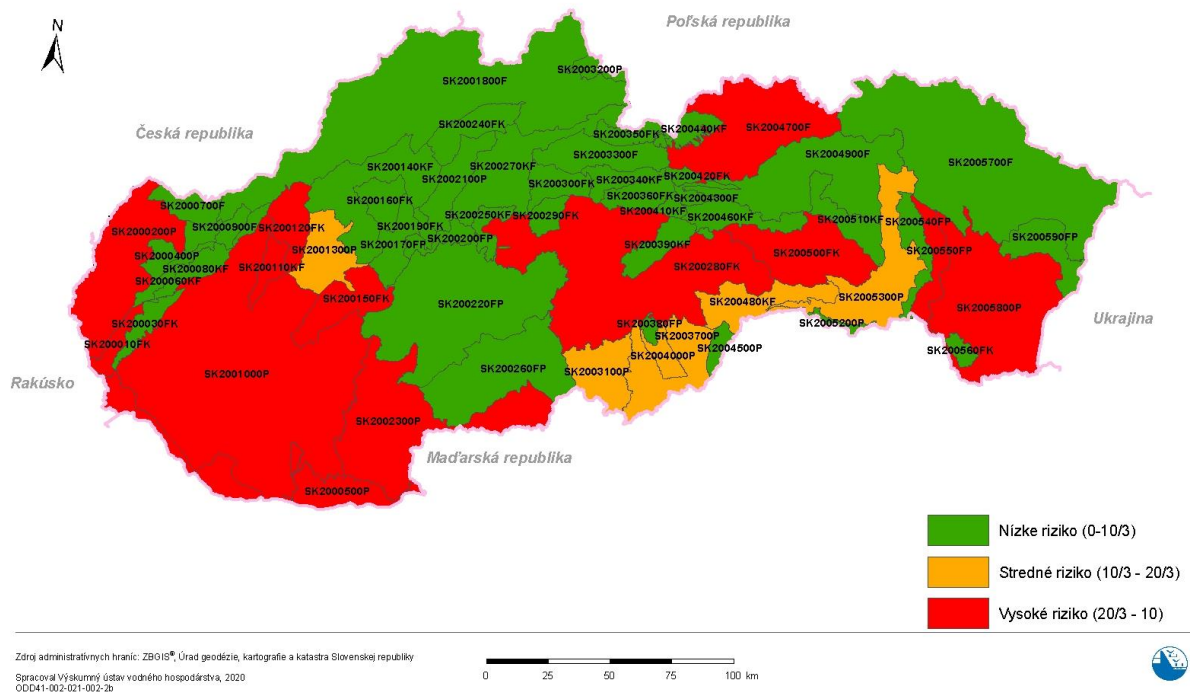 N
Poľská republika
SK2003200P
SK2001800F
SK200240FK
SK200350FK
SK200440KF
SK2004700F
Česká republika
SK200140KF
SK200270KF
SK2003300F
SK2004900F
SK2005700F
SK2002100P
SK200300FK
SK200340KF
SK200420FK
SK2000700F
SK200160FK
SK200360FK
SK2004300F
SK2000200P
SK2000900F
SK200120FK
SK200190FK
SK200250KF
SK200290FK
SK200410KF
SK200460KF
SK200510KF
SK200540FP
SK2000400P
SK2001300P
SK200170FP
SK200200FP
SK200390KF
SK200500FK
SK200550FP
SK200590FP
SK200080KF
SK200110KF
SK200280FK
SK200060KF
SK200150FK
SK200220FP
SK200480KF
SK2005300P
SK2005800P
SK200030FK
SK200380FP
SK2005200P
Ukrajina
SK200010FK
SK2003700P
SK2004500P
SK2004000P
SK200560FK
Rakúsko
SK2001000P
SK200260FP
SK2003100P
SK2002300P
Maďarská republika
SK2000500P
Nízke riziko (0-10/3)
Stredné riziko (10/3 - 20/3)
Vysoké riziko (20/3 - 10)
Zdroj administratívnych hraníc: ZBGIS®, Úrad geodézie, kartografie a katastra Slovenskej republiky
Spracoval Výskumný ústav vodného hospodárstva, 2020
ODD41-002-021-002-2b
0 25 50 75 100 km